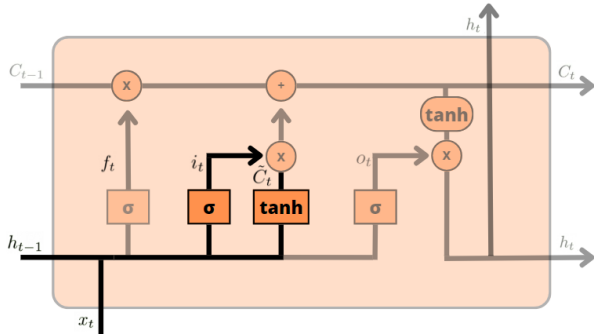 h_t
C_{t-1}
x
+
C_t
tanh
f_t
i_t
x
C̃_t
o_t
x
σ
σ
tanh
σ
h_{t-1}
h_t
x_t